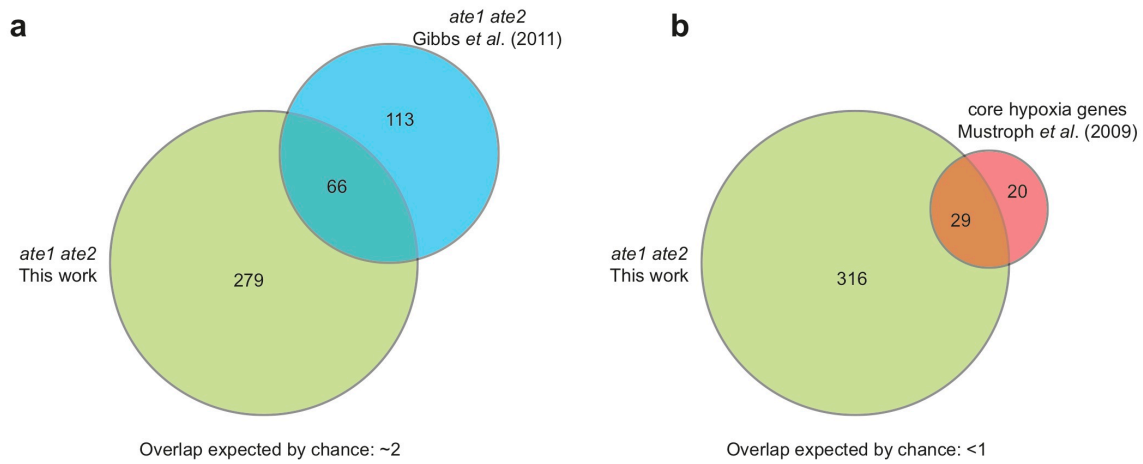 a
ate1 ate2
Gibbs et al. (2011)
113
66
ate1 ate2
This work
279
Overlap expected by chance: ~2
b
core hypoxia genes
Mustroph et al. (2009)
20
29
ate1 ate2
This work
316
Overlap expected by chance: <1